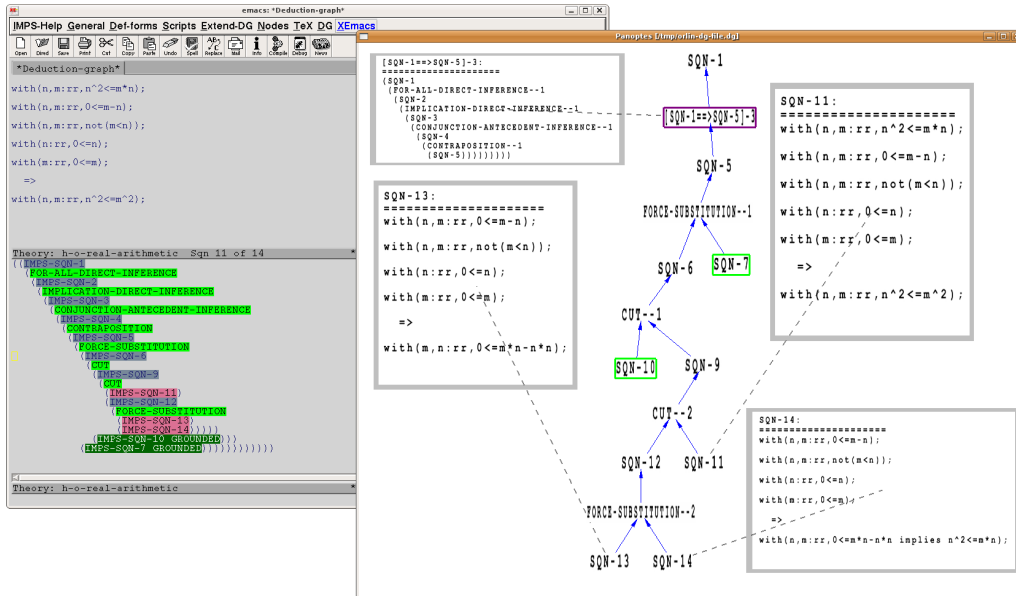 emacs: *Deduction-graph*
IMPS-Help General Def-forms Scripts Extend-DG Nodes TeX DG XEmacs
Open Dired Save Print Cut Copy Paste Undo Spell Replace Mail Info Compile Debug News
*Deduction-graph*
with(n,m:rr,n^2<=m*n);
with(n,m:rr,0<=m-n);
with(n,m:rr,not(m<n));
with(n:rr,0<=n);
with(m:rr,0<=m);
=>
with(n,m:rr,n^2<=m^2);
Theory: h-o-real-arithmetic Sqn 11 of 14 *
((IMPS-SQN-1
(FOR-ALL-DIRECT-INFERENCE
(IMPS-SQN-2
(IMPLICATION-DIRECT-INFERENCE
(IMPS-SQN-3
(CONJUNCTION-ANTECEDENT-INFERENCE
(IMPS-SQN-4
(CONTRAPOSITION
(IMPS-SQN-5
(FORCE-SUBSTITUTION
(IMPS-SQN-6
(CUT
(IMPS-SQN-9
(CUT
(IMPS-SQN-11)
(IMPS-SQN-12
(FORCE-SUBSTITUTION
(IMPS-SQN-13)
(IMPS-SQN-14)))))
(IMPS-SQN-10 GROUNDED)))
(IMPS-SQN-7 GROUNDED))))))))))))
Theory: h-o-real-arithmetic *
Panoptes [/tmp/orlin-dg-file.dg]
[SQN-1==>SQN-5]-3:
=====================
(SQN-1
(FOR-ALL-DIRECT-INFERENCE--1
(SQN-2
(IMPLICATION-DIRECT-INFERENCE--1
(SQN-3
(CONJUNCTION-ANTECEDENT-INFERENCE--1
(SQN-4
(CONTRAPOSITION--1
(SQN-5)))))))))
SQN-13:
=====================
with(n,m:rr,0<=m-n);
with(n,m:rr,not(m<n));
with(n:rr,0<=n);
with(m:rr,0<=m);
=>
with(m,n:rr,0<=m*n-n*n);
SQN-1
[SQN-1==>SQN-5]-3
SQN-5
FORCE-SUBSTITUTION--1
SQN-6
SQN-7
CUT--1
SQN-10
SQN-9
CUT--2
SQN-12
SQN-11
FORCE-SUBSTITUTION--2
SQN-13
SQN-14
SQN-11:
=====================
with(n,m:rr,n^2<=m*n);
with(n,m:rr,0<=m-n);
with(n,m:rr,not(m<n));
with(n:rr,0<=n);
with(m:rr,0<=m);
=>
with(n,m:rr,n^2<=m^2);
SQN-14:
=====================
with(n,m:rr,0<=m-n);
with(n,m:rr,not(m<n));
with(n:rr,0<=n);
with(m:rr,0<=m);
=>
with(n,m:rr,0<=m*n-n*n implies n^2<=m*n);